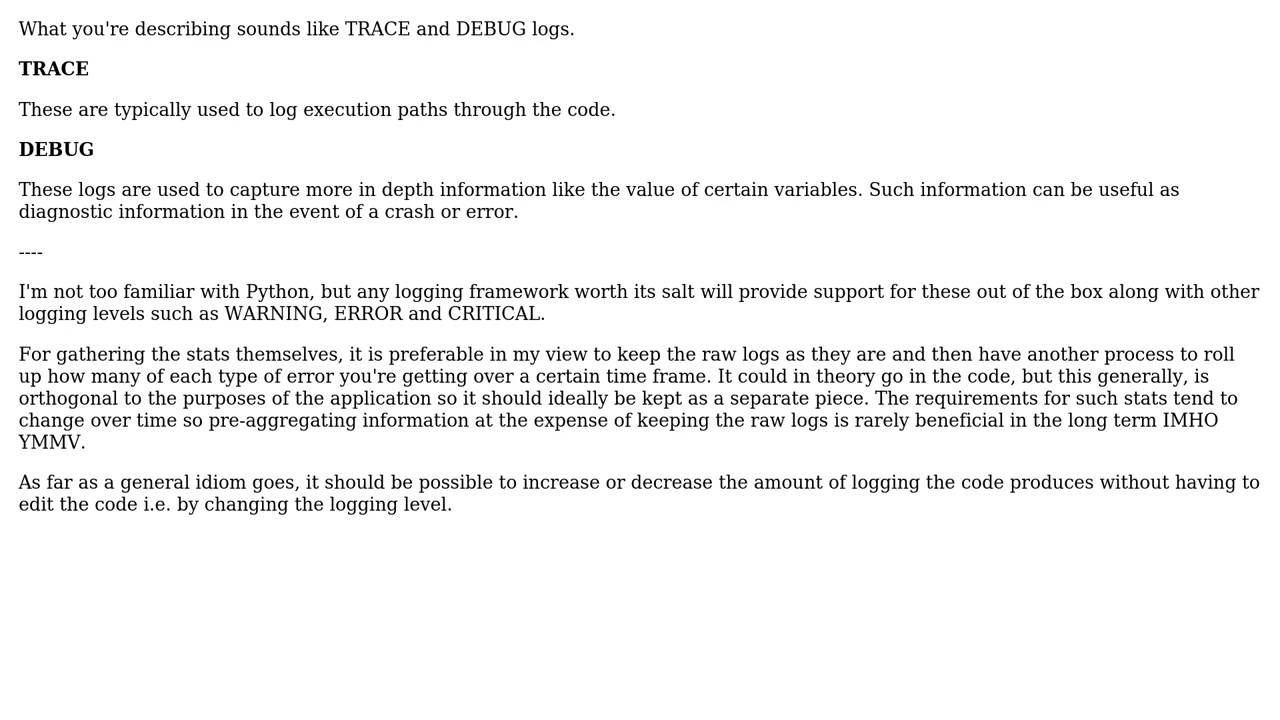 What you're describing sounds like TRACE and DEBUG logs.
TRACE
These are typically used to log execution paths through the code.
DEBUG
These logs are used to capture more in depth information like the value of certain variables. Such information can be useful as
diagnostic information in the event of a crash or error.
----
I'm not too familiar with Python, but any logging framework worth its salt will provide support for these out of the box along with other
logging levels such as WARNING, ERROR and CRITICAL.
For gathering the stats themselves, it is preferable in my view to keep the raw logs as they are and then have another process to roll
up how many of each type of error you're getting over a certain time frame. It could in theory go in the code, but this generally, is
orthogonal to the purposes of the application so it should ideally be kept as a separate piece. The requirements for such stats tend to
change over time so pre-aggregating information at the expense of keeping the raw logs is rarely beneficial in the long term IMHO
YMMV.
As far as a general idiom goes, it should be possible to increase or decrease the amount of logging the code produces without having to
edit the code i.e. by changing the logging level.